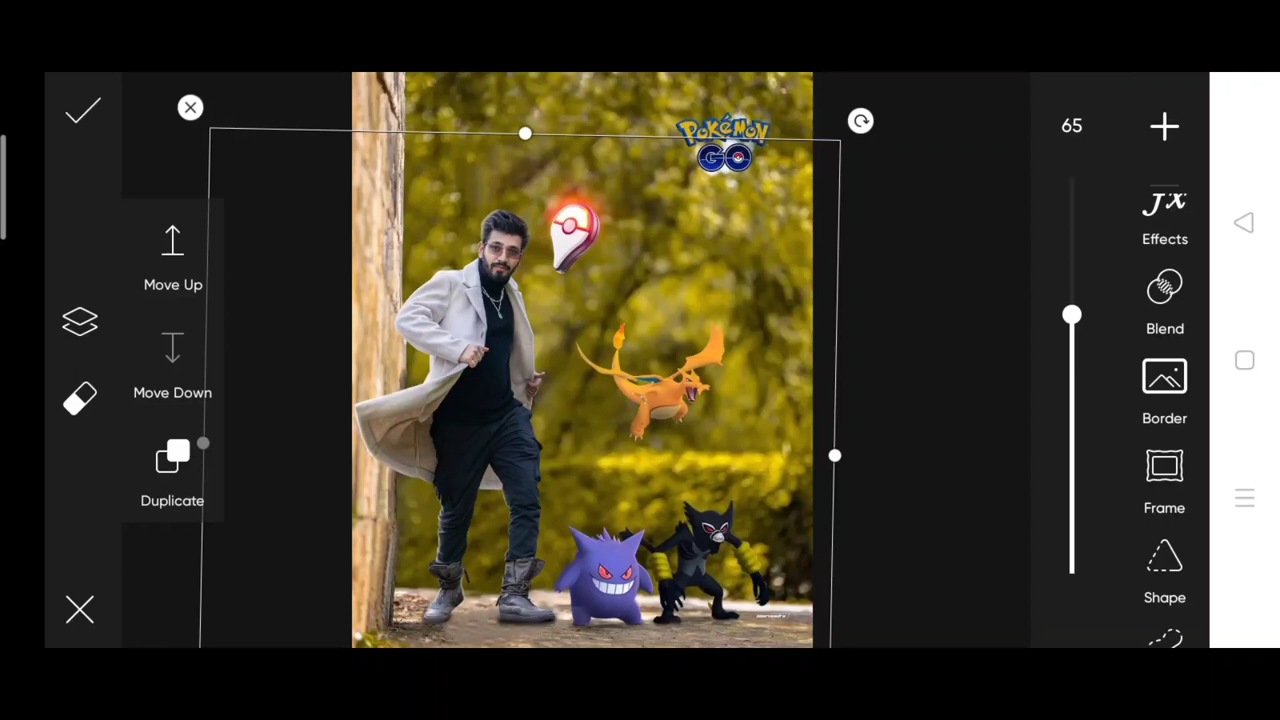 65
Move Up
Move Down
Duplicate
POKÉMON
GO
Effects
Blend
Border
Frame
Shape